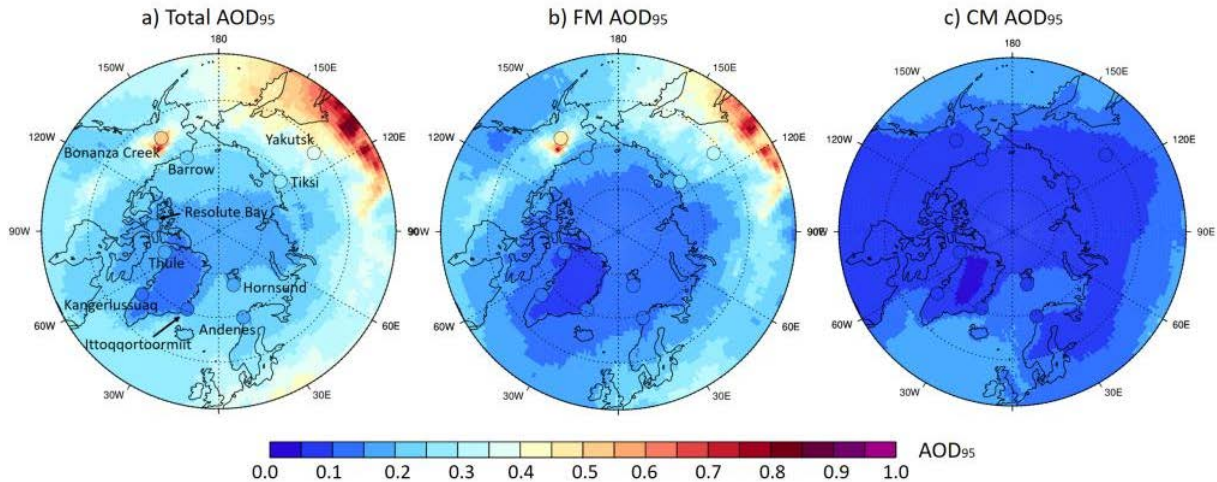 a) Total AOD95
b) FM AOD95
c) CM AOD95
180
180
180
150W
150E
150W
150E
150W
150E
120W
120E
120W
120E
120W
120E
Bonanza Creek
Yakutsk
Barrow
Tiksi
Resolute Bay
90W
90W
90E
Thule
Hornsund
Kangerlussuaq
Andenes
Ittoqqortoormiit
60W
60E
60W
60E
60W
60E
30W
30E
30W
30E
30W
30E
0.0 0.1 0.2 0.3 0.4 0.5 0.6 0.7 0.8 0.9 1.0
AOD95